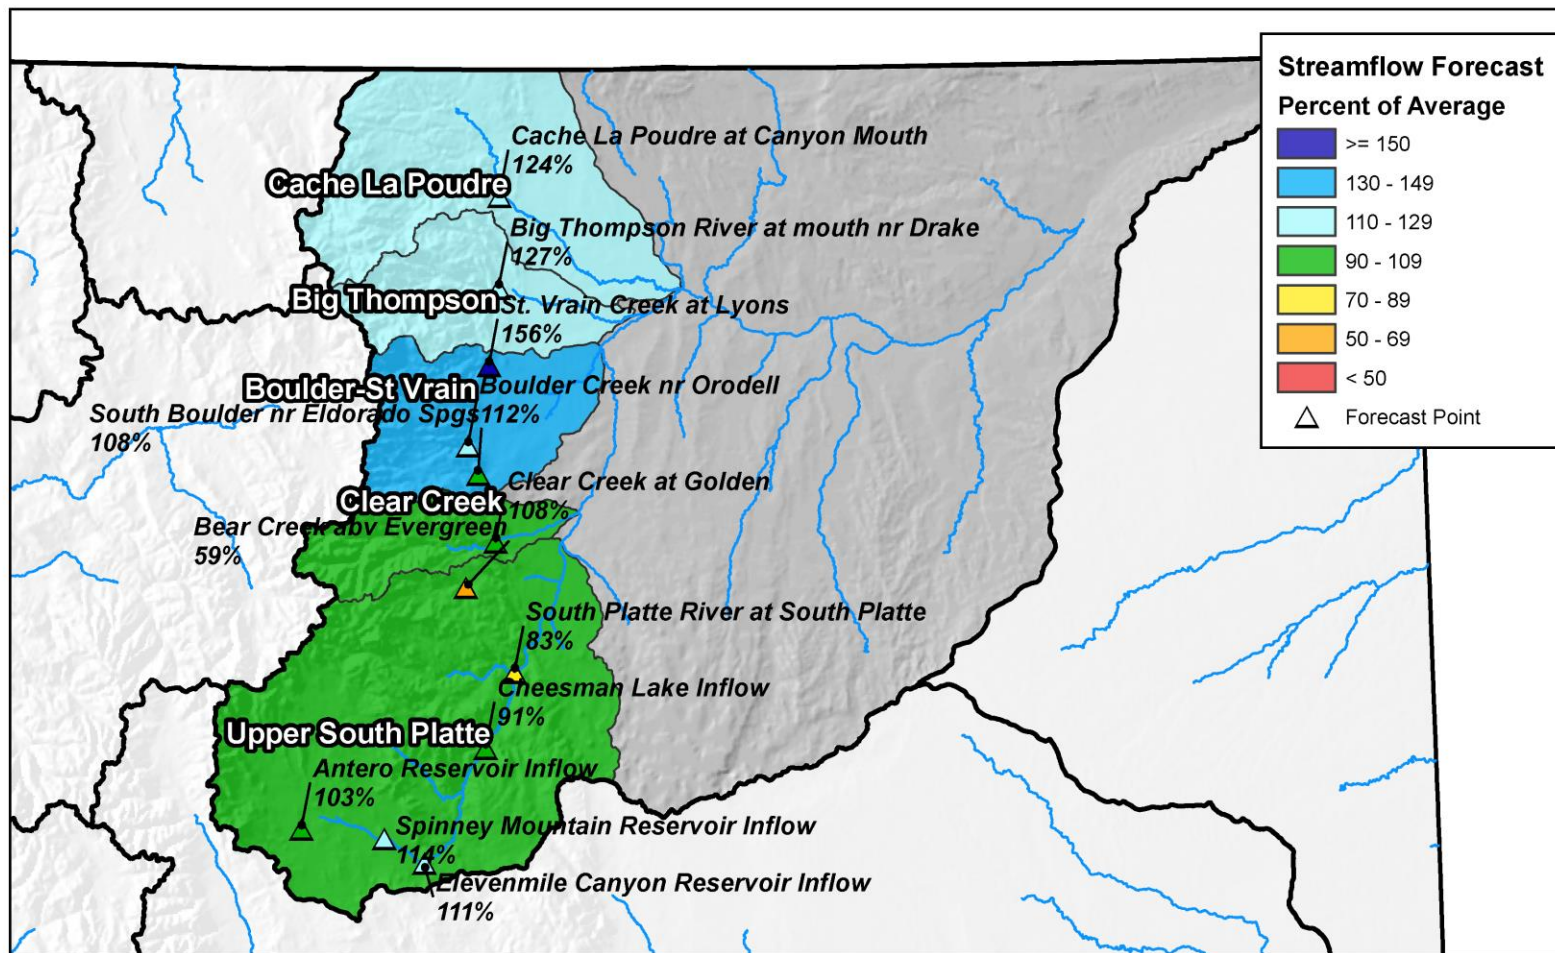 Streamflow Forecast
Percent of Average
>= 150
130 - 149
110 - 129
90 - 109
70 - 89
50 - 69
< 50
Forecast Point
Cache La Poudre at Canyon Mouth
124%
Cache La Poudre
Big Thompson River at mouth nr Drake
127%
Big Thompson
St. Vrain Creek at Lyons
156%
Boulder-St Vrain
Boulder Creek nr Orodell
112%
South Boulder nr Eldorado Spgs
108%
Clear Creek at Golden
108%
Clear Creek
Bear Creek abv Evergreen
59%
South Platte River at South Platte
83%
Cheesman Lake Inflow
91%
Upper South Platte
Antero Reservoir Inflow
103%
Spinney Mountain Reservoir Inflow
114%
Elevenmile Canyon Reservoir Inflow
111%